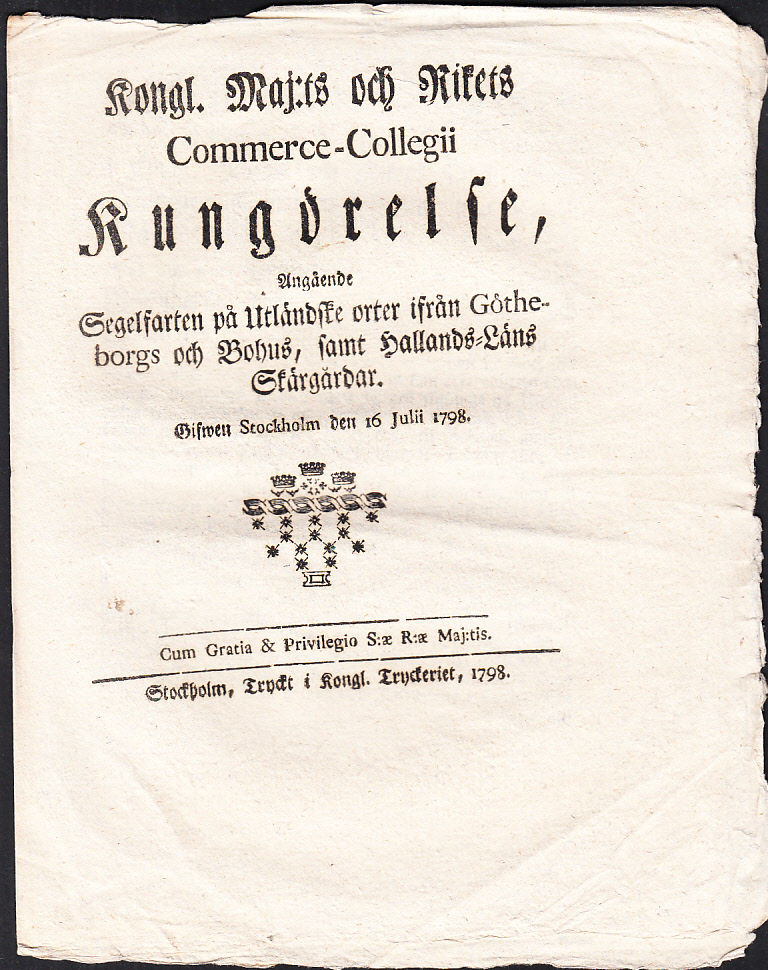 Kongl. Maj:ts och Rikets
Commerce-Collegii
Kungörelse,
Angående
Segelfarten på Utländske orter ifrån Göthe-
borgs och Bohus, samt Hallands-Läns
Skärgårdar.
Gifwen Stockholm den 16 Julii 1798.
Cum Gratia & Privilegio S:æ R:æ Maj:tis.
Stockholm, Tryckt i Kongl. Tryckeriet, 1798.